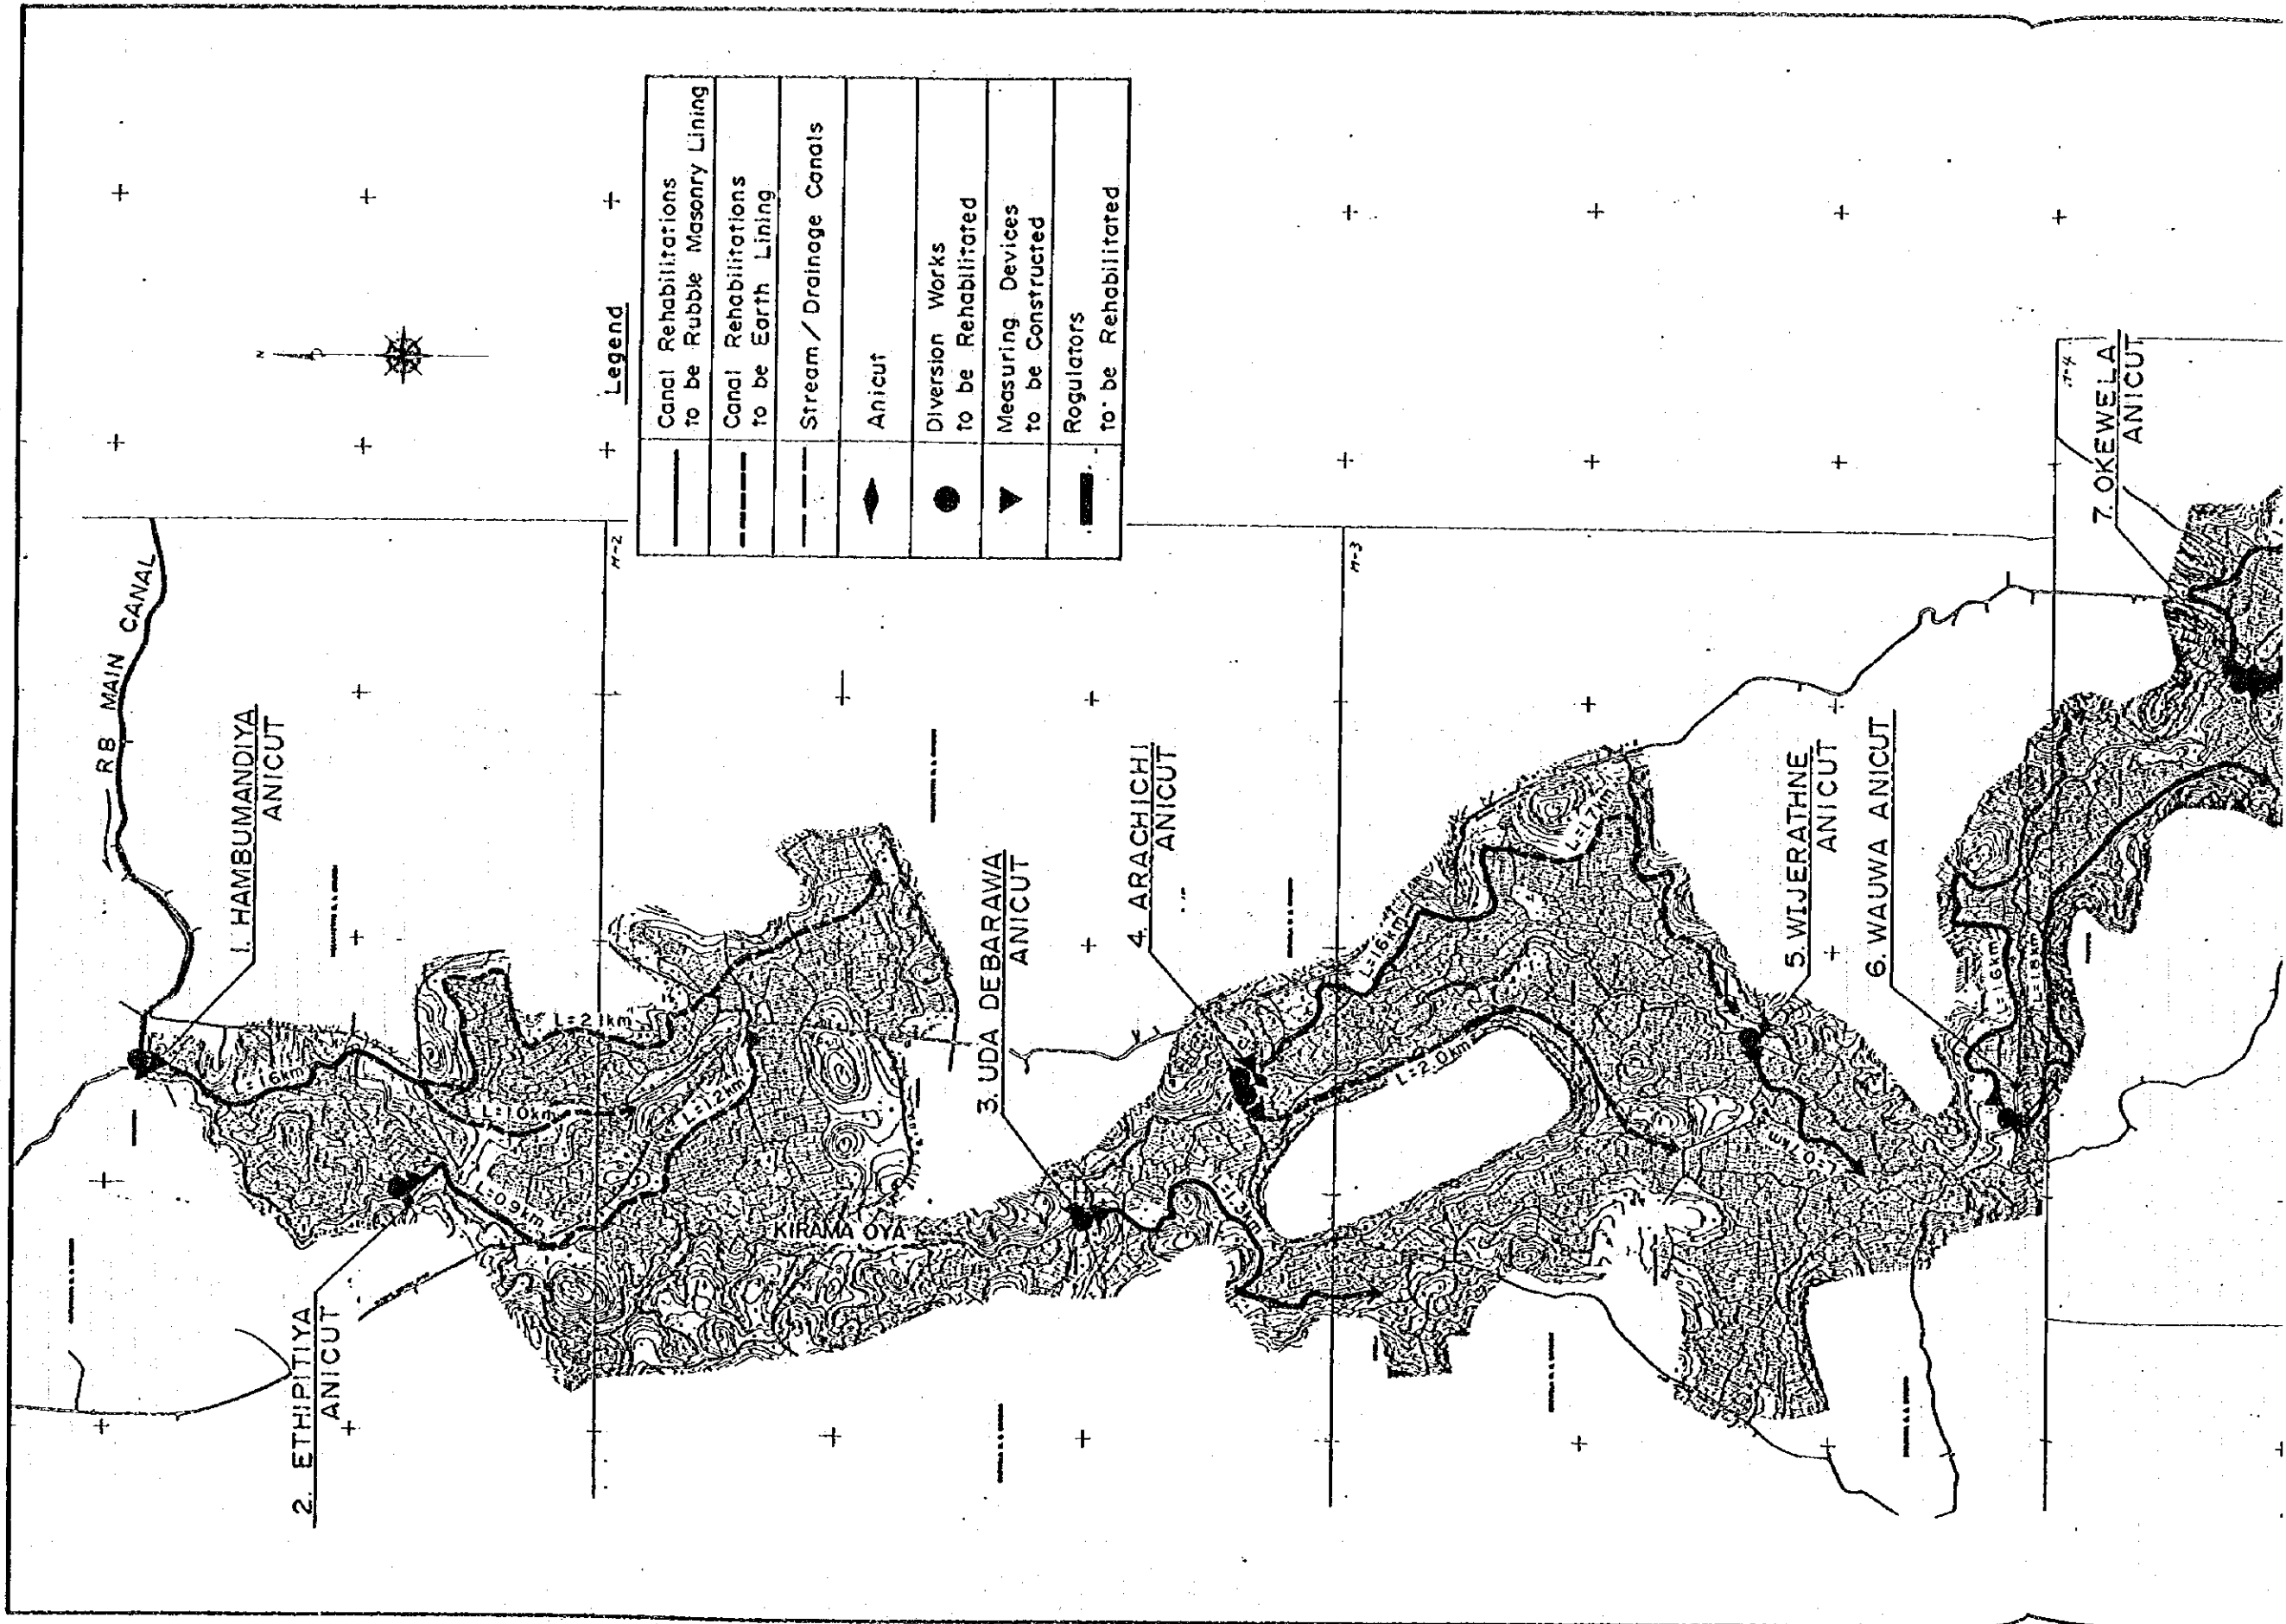 RB MAIN CANAL
1. HAMBUMANDIYA
ANICUT
2. ETHIPITIYA
ANICUT
N
Legend
Canal Rehabilitations
to be Rubble Masonry Lining
Canal Rehabilitations
to be Earth Lining
Stream / Drainage Canals
Anicut
Diversion Works
to be Rehabilitated
Measuring Devices
to be Constructed
Rogulators
to be Rehabilitated
M-2
L=2.1km
L=1.0km
L=0.9km
L=1.2km
KIRAMA OYA
3. UDA DEBARAWA
ANICUT
4. ARACHICHI
ANICUT
M-3
L=1.6km
L=1.7km
L=2.0km
L=0.7km
5. WIJERATHNE
ANICUT
6. WAUWA ANICUT
L=1.6km
L=1.8km
7. OKEWELA
ANICUT